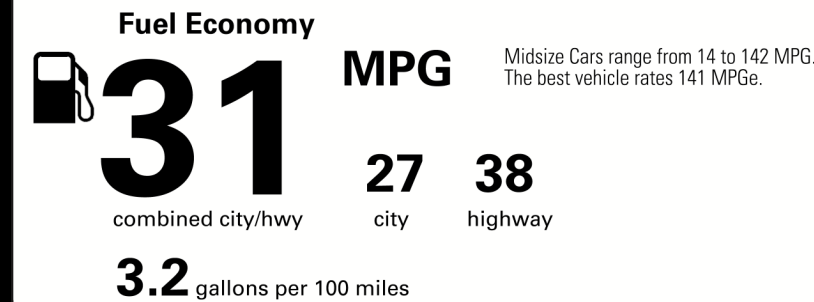 Fuel Economy
31 MPG
Midsize Cars range from 14 to 142 MPG.
The best vehicle rates 141 MPGe.
combined city/hwy
27 city
38 highway
3.2 gallons per 100 miles